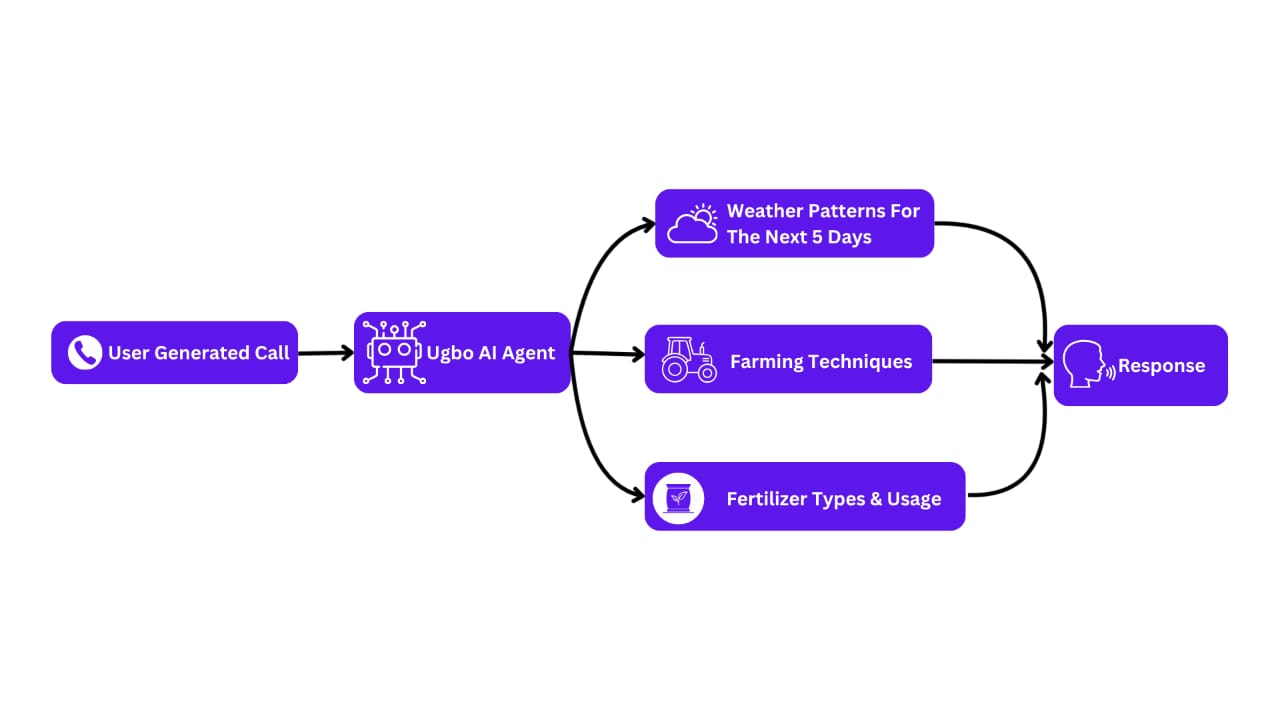 User Generated Call
Ugbo AI Agent
Weather Patterns For
The Next 5 Days
Farming Techniques
Fertilizer Types & Usage
Response